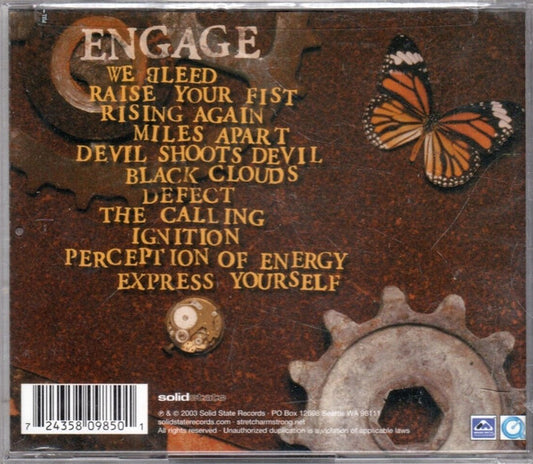 ENGAGE
WE BLEED
RAISE YOUR FIST
RISING AGAIN
MILES APART
DEVIL SHOOTS DEVIL
BLACK CLOUDS
DEFECT
THE CALLING
IGNITION
PERCEPTION OF ENERGY
EXPRESS YOURSELF
solidstate
℗ & © 2003 Solid State Records · PO Box 12698 Seattle WA 98111
solidstaterecords.com · stretcharmstrong.net
All rights reserved · Unauthorized duplication is a violation of applicable laws
7 24358 09850 1